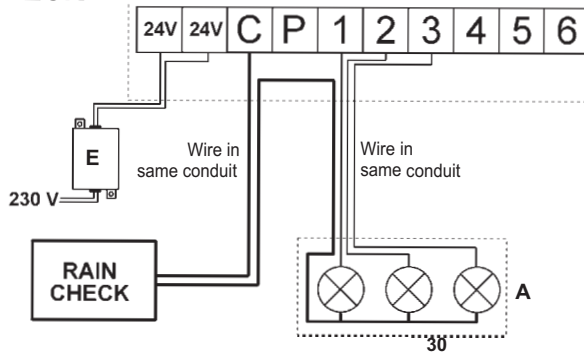 24V 24V C P 1 2 3 4 5 6
E
230 V
Wire in
same conduit
Wire in
same conduit
RAIN
CHECK
A
30